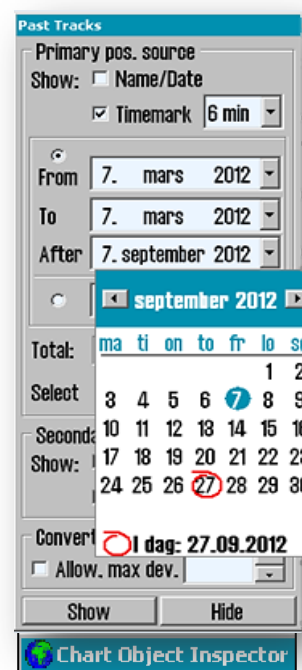 Past Tracks
Primary pos. source
Show: Name/Date
Timemark 6 min
From 7. mars 2012
To 7. mars 2012
After 7. september 2012
september 2012
Total:
ma ti on to fr lo
1 2
Select
3 4 5 6 7 8 9
10 11 12 13 14 15 16
Show:
17 18 19 20 21 22 23
24 25 26 27 28 29 30
I dag: 27.09.2012
Convert
Allow. max dev.
Show Hide
Chart Object Inspector